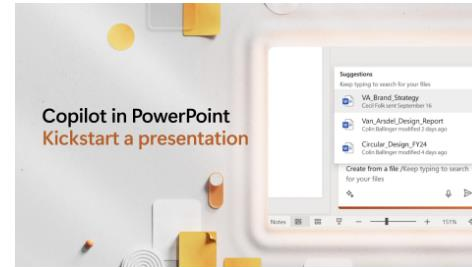 Copilot in PowerPoint
Kickstart a presentation
Suggestions
Keep typing to search for your files
VA_Brand_Strategy
Cecil Folk sent September 16
Van_Arsdel_Design_Report
Colin Ballinger modified 2 days ago
Circular_Design_FY24
Colin Ballinger modified 4 days ago
Create from a file /Keep typing to search
for your files
Notes
151%